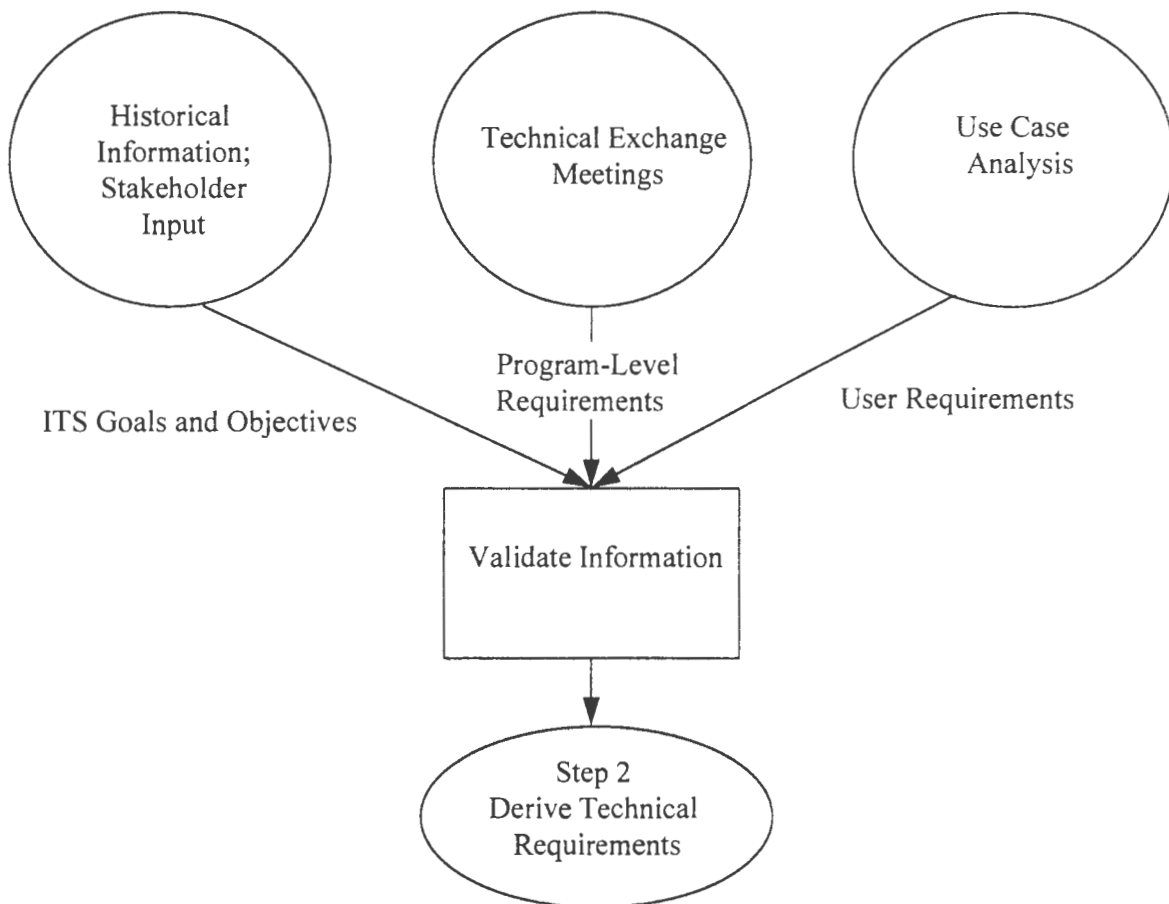 Historical
Information;
Stakeholder
Input
Technical Exchange
Meetings
Use Case
Analysis
ITS Goals and Objectives
Program-Level
Requirements
User Requirements
Validate Information
Step 2
Derive Technical
Requirements